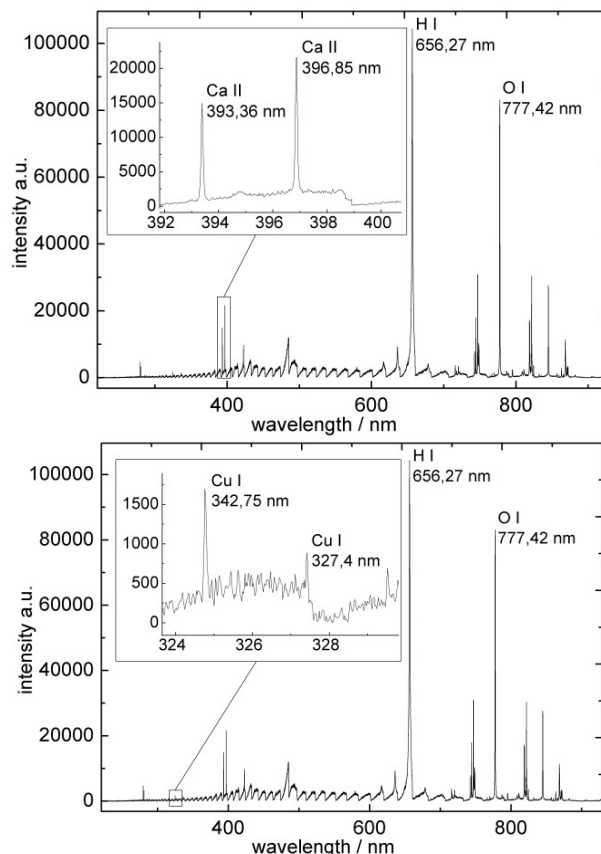 100000
80000
60000
40000
20000
0
intensity a.u.
400
600
800
wavelength / nm
H I
656,27 nm
O I
777,42 nm
20000
15000
10000
5000
0
392
394
396
398
400
Ca II
393,36 nm
Ca II
396,85 nm
100000
80000
60000
40000
20000
0
intensity a.u.
400
600
800
wavelength / nm
H I
656,27 nm
O I
777,42 nm
1500
1000
500
0
324
326
328
Cu I
342,75 nm
Cu I
327,4 nm